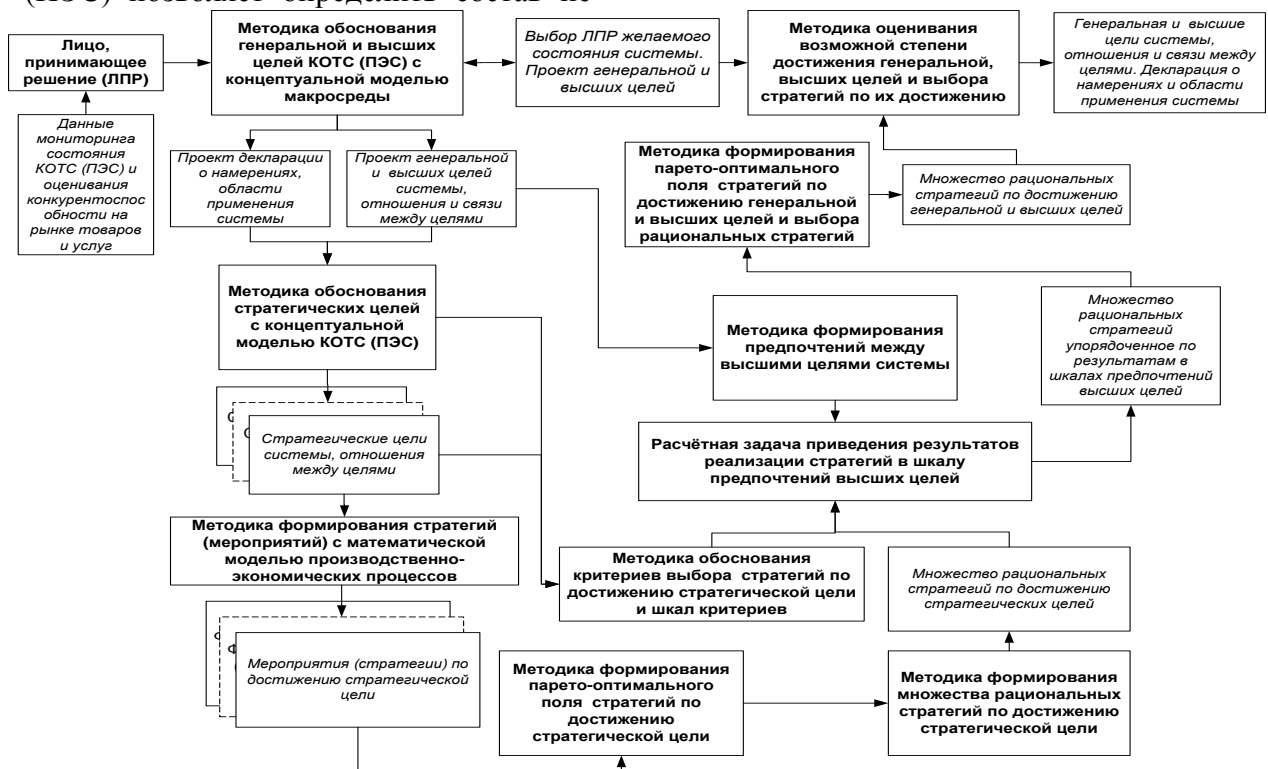 (ПЭС) позволяет определить состав не
Лицо,
принимающее
решение (ЛПР)
Методика обоснования
генеральной и высших
целей КОТС (ПЭС) с
концептуальной моделью
макросреды
Выбор ЛПР желаемого
состояния системы.
Проект генеральной и
высших целей
Методика оценивания
возможной степени
достижения генеральной,
высших целей и выбора
стратегий по их достижению
Генеральная и высшие
цели системы,
отношения и связи между
целями. Декларация о
намерениях и области
применения системы
Данные
мониторинга
состояния
КОТС (ПЭС) и
оценивания
конкурентоспос
обности на
рынке товаров
и услуг
Проект декларации
о намерениях,
области
применения
системы
Проект генеральной
и высших целей
системы,
отношения и связи
между целями
Методика формирования
парето-оптимального
поля стратегий по
достижению генеральной
и высших целей и выбора
рациональных стратегий
Множество рациональных
стратегий по достижению
генеральной и высших целей
Методика обоснования
стратегических целей
с концептуальной
моделью КОТС (ПЭС)
Методика формирования
предпочтений между
высшими целями системы
Множество
рациональных
стратегий
упорядоченное по
результатам в
шкалах предпочтений
высших целей
Стратегические цели
системы, отношения
между целями
Расчётная задача приведения результатов
реализации стратегий в шкалу
предпочтений высших целей
Методика формирования стратегий
(мероприятий) с математической
моделью производственно-
экономических процессов
Методика обоснования
критериев выбора стратегий по
достижению стратегической цели
и шкал критериев
Множество рациональных
стратегий по достижению
стратегических целей
Мероприятия (стратегии) по
достижению стратегической
цели
Методика формирования
парето-оптимального
поля стратегий по
достижению
стратегической цели
Методика формирования
множества рациональных
стратегий по достижению
стратегической цели